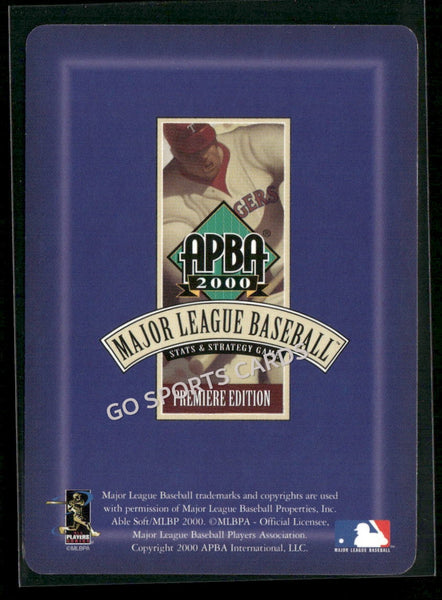 T
GERS
APBA®
2000
MAJOR LEAGUE BASEBALL™
STATS & STRATEGY GAME
GO SPORTS CARDS
PREMIERE EDITION
Major League Baseball trademarks and copyrights are used
with permission of Major League Baseball Properties, Inc.
Able Soft/MLBP 2000. ©MLBPA - Official Licensee,
Major League Baseball Players Association.
Copyright 2000 APBA International, LLC.
PLAYERS
CHOICE
©MLBPA
MAJOR LEAGUE BASEBALL